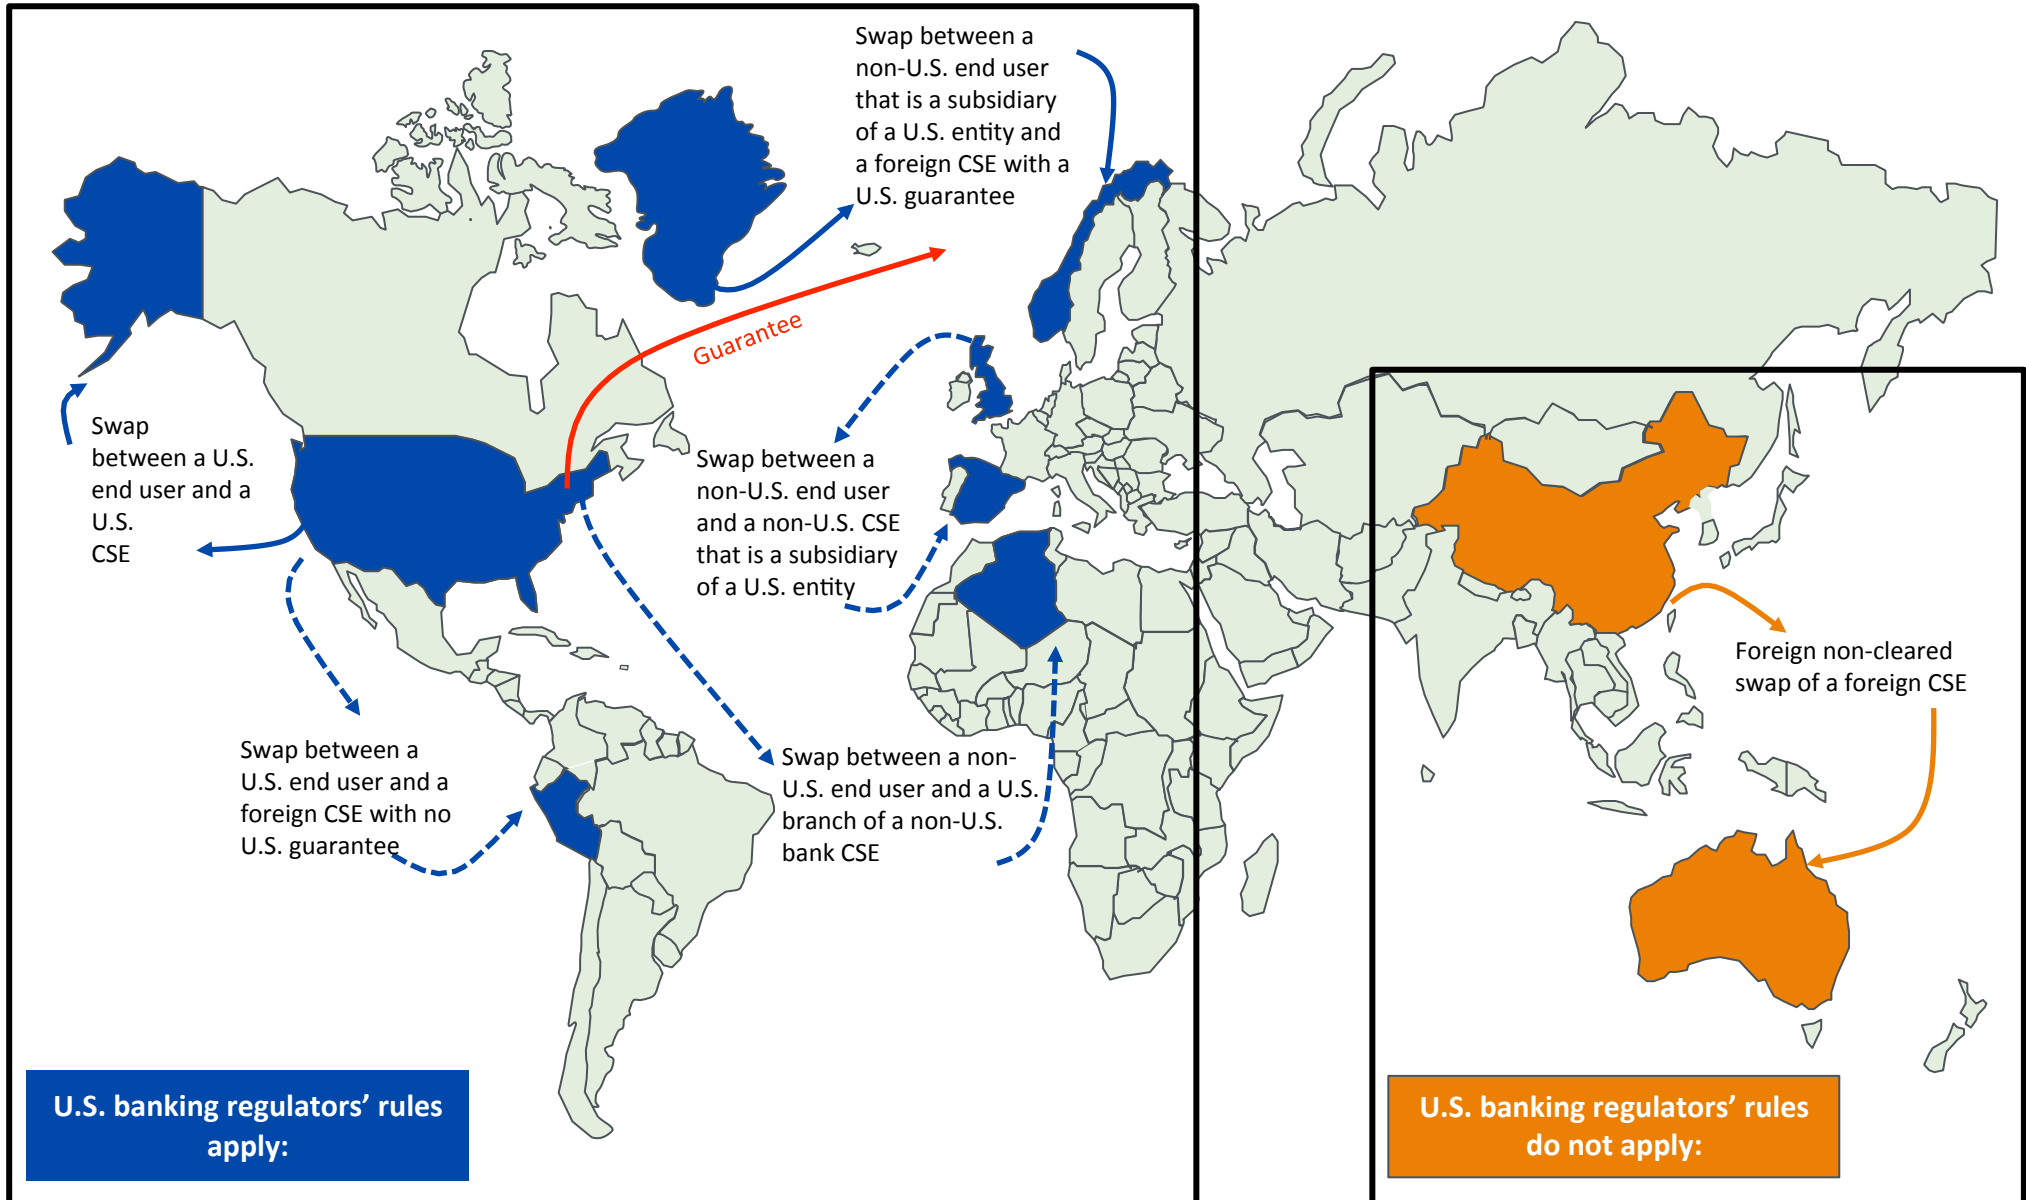 Swap between a
non-U.S. end user
that is a subsidiary
of a U.S. entity and
a foreign CSE with a
U.S. guarantee
Guarantee
Swap
between a U.S.
end user and a
U.S.
CSE
Swap between a
non-U.S. end user
and a non-U.S. CSE
that is a subsidiary
of a U.S. entity
Foreign non-cleared
swap of a foreign CSE
Swap between a
U.S. end user and a
foreign CSE with no
U.S. guarantee
Swap between a non-
U.S. end user and a U.S.
branch of a non-U.S.
bank CSE
U.S. banking regulators’ rules
apply:
U.S. banking regulators’ rules
do not apply: